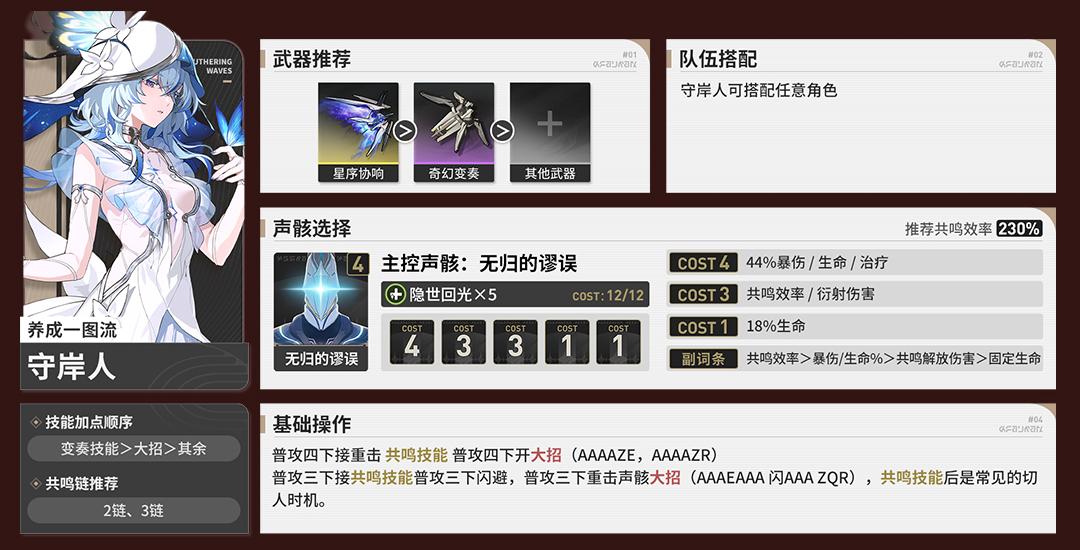 WUTHERING
WAVES
养成一图流
守岸人
技能加点顺序
变奏技能＞大招＞其余
共鸣链推荐
2链、3链
武器推荐
#01
星序协响
奇幻变奏
其他武器
队伍搭配
#02
守岸人可搭配任意角色
声骸选择
推荐共鸣效率 230%
4
无归的谬误
主控声骸：无归的谬误
隐世回光×5
COST:12/12
COST 4
COST 3
COST 3
COST 1
COST 1
COST 4 44%暴伤 / 生命 / 治疗
COST 3 共鸣效率 / 衍射伤害
COST 1 18%生命
副词条 共鸣效率＞暴伤/生命%＞共鸣解放伤害＞固定生命
基础操作
#04
普攻四下接重击 共鸣技能 普攻四下开大招（AAAAZE，AAAAZR）
普攻三下接共鸣技能普攻三下闪避，普攻三下重击声骸大招（AAAEAAA 闪AAA ZQR），共鸣技能后是常见的切
人时机。